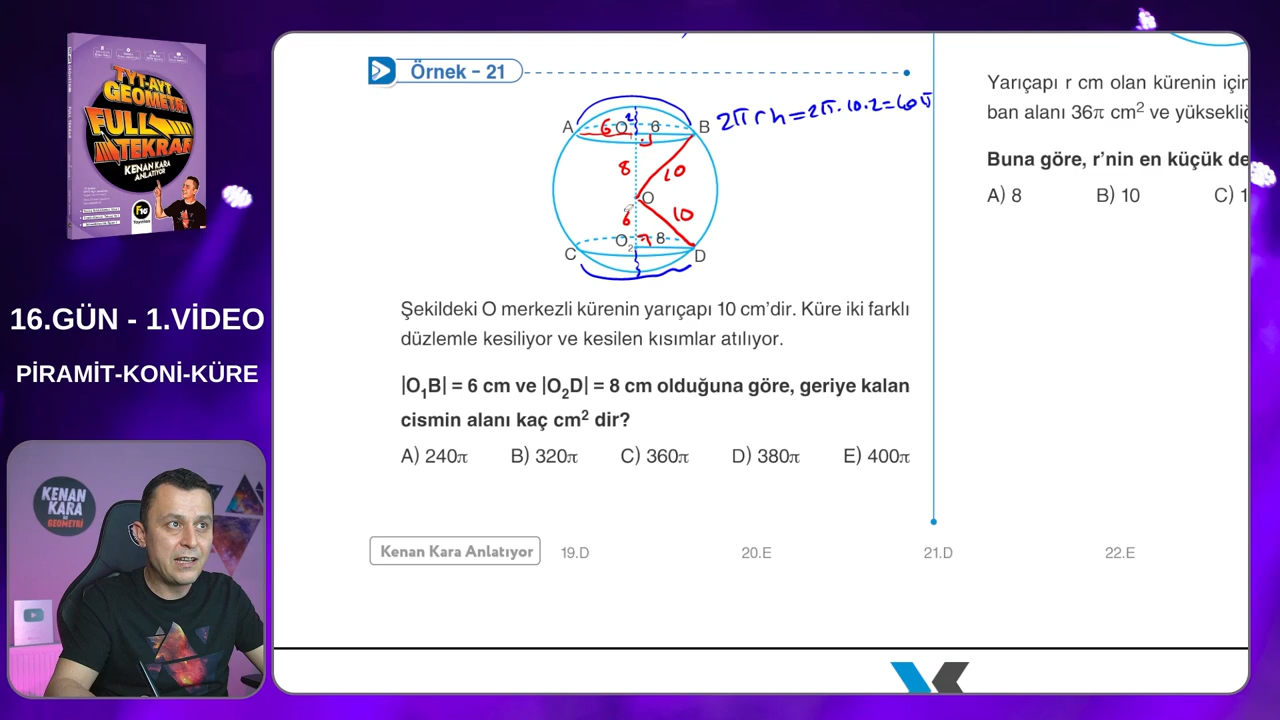 TYT-AYT
GEOMETRİ
FULL
TEKRAR
KENAN KARA
ANLATIYOR
16.GÜN - 1.VİDEO
PİRAMİT-KONİ-KÜRE
KENAN
KARA
GEOMETRİ
Örnek – 21
A 6 O 2 6 B
2πrh=2π.10.2=40π
8 10
O
6 10
C O2 8 D
Şekildeki O merkezli kürenin yarıçapı 10 cm'dir. Küre iki farklı
düzlemle kesiliyor ve kesilen kısımlar atılıyor.
|O1B| = 6 cm ve |O2D| = 8 cm olduğuna göre, geriye kalan
cismin alanı kaç cm2 dir?
A) 240π B) 320π C) 360π D) 380π E) 400π
Yarıçapı r cm olan kürenin için
ban alanı 36π cm2 ve yüksekliğ
Buna göre, r'nin en küçük de
A) 8 B) 10 C) 1
Kenan Kara Anlatıyor 19.D 20.E 21.D 22.E